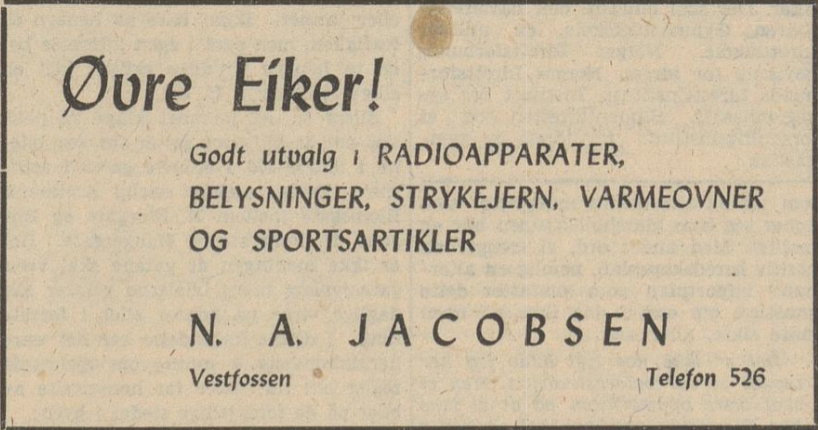 Øvre Eiker!
Godt utvalg i RADIOAPPARATER,
BELYSNINGER, STRYKEJERN, VARMEOVNER
OG SPORTSARTIKLER
N. A. JACOBSEN
Vestfossen Telefon 526